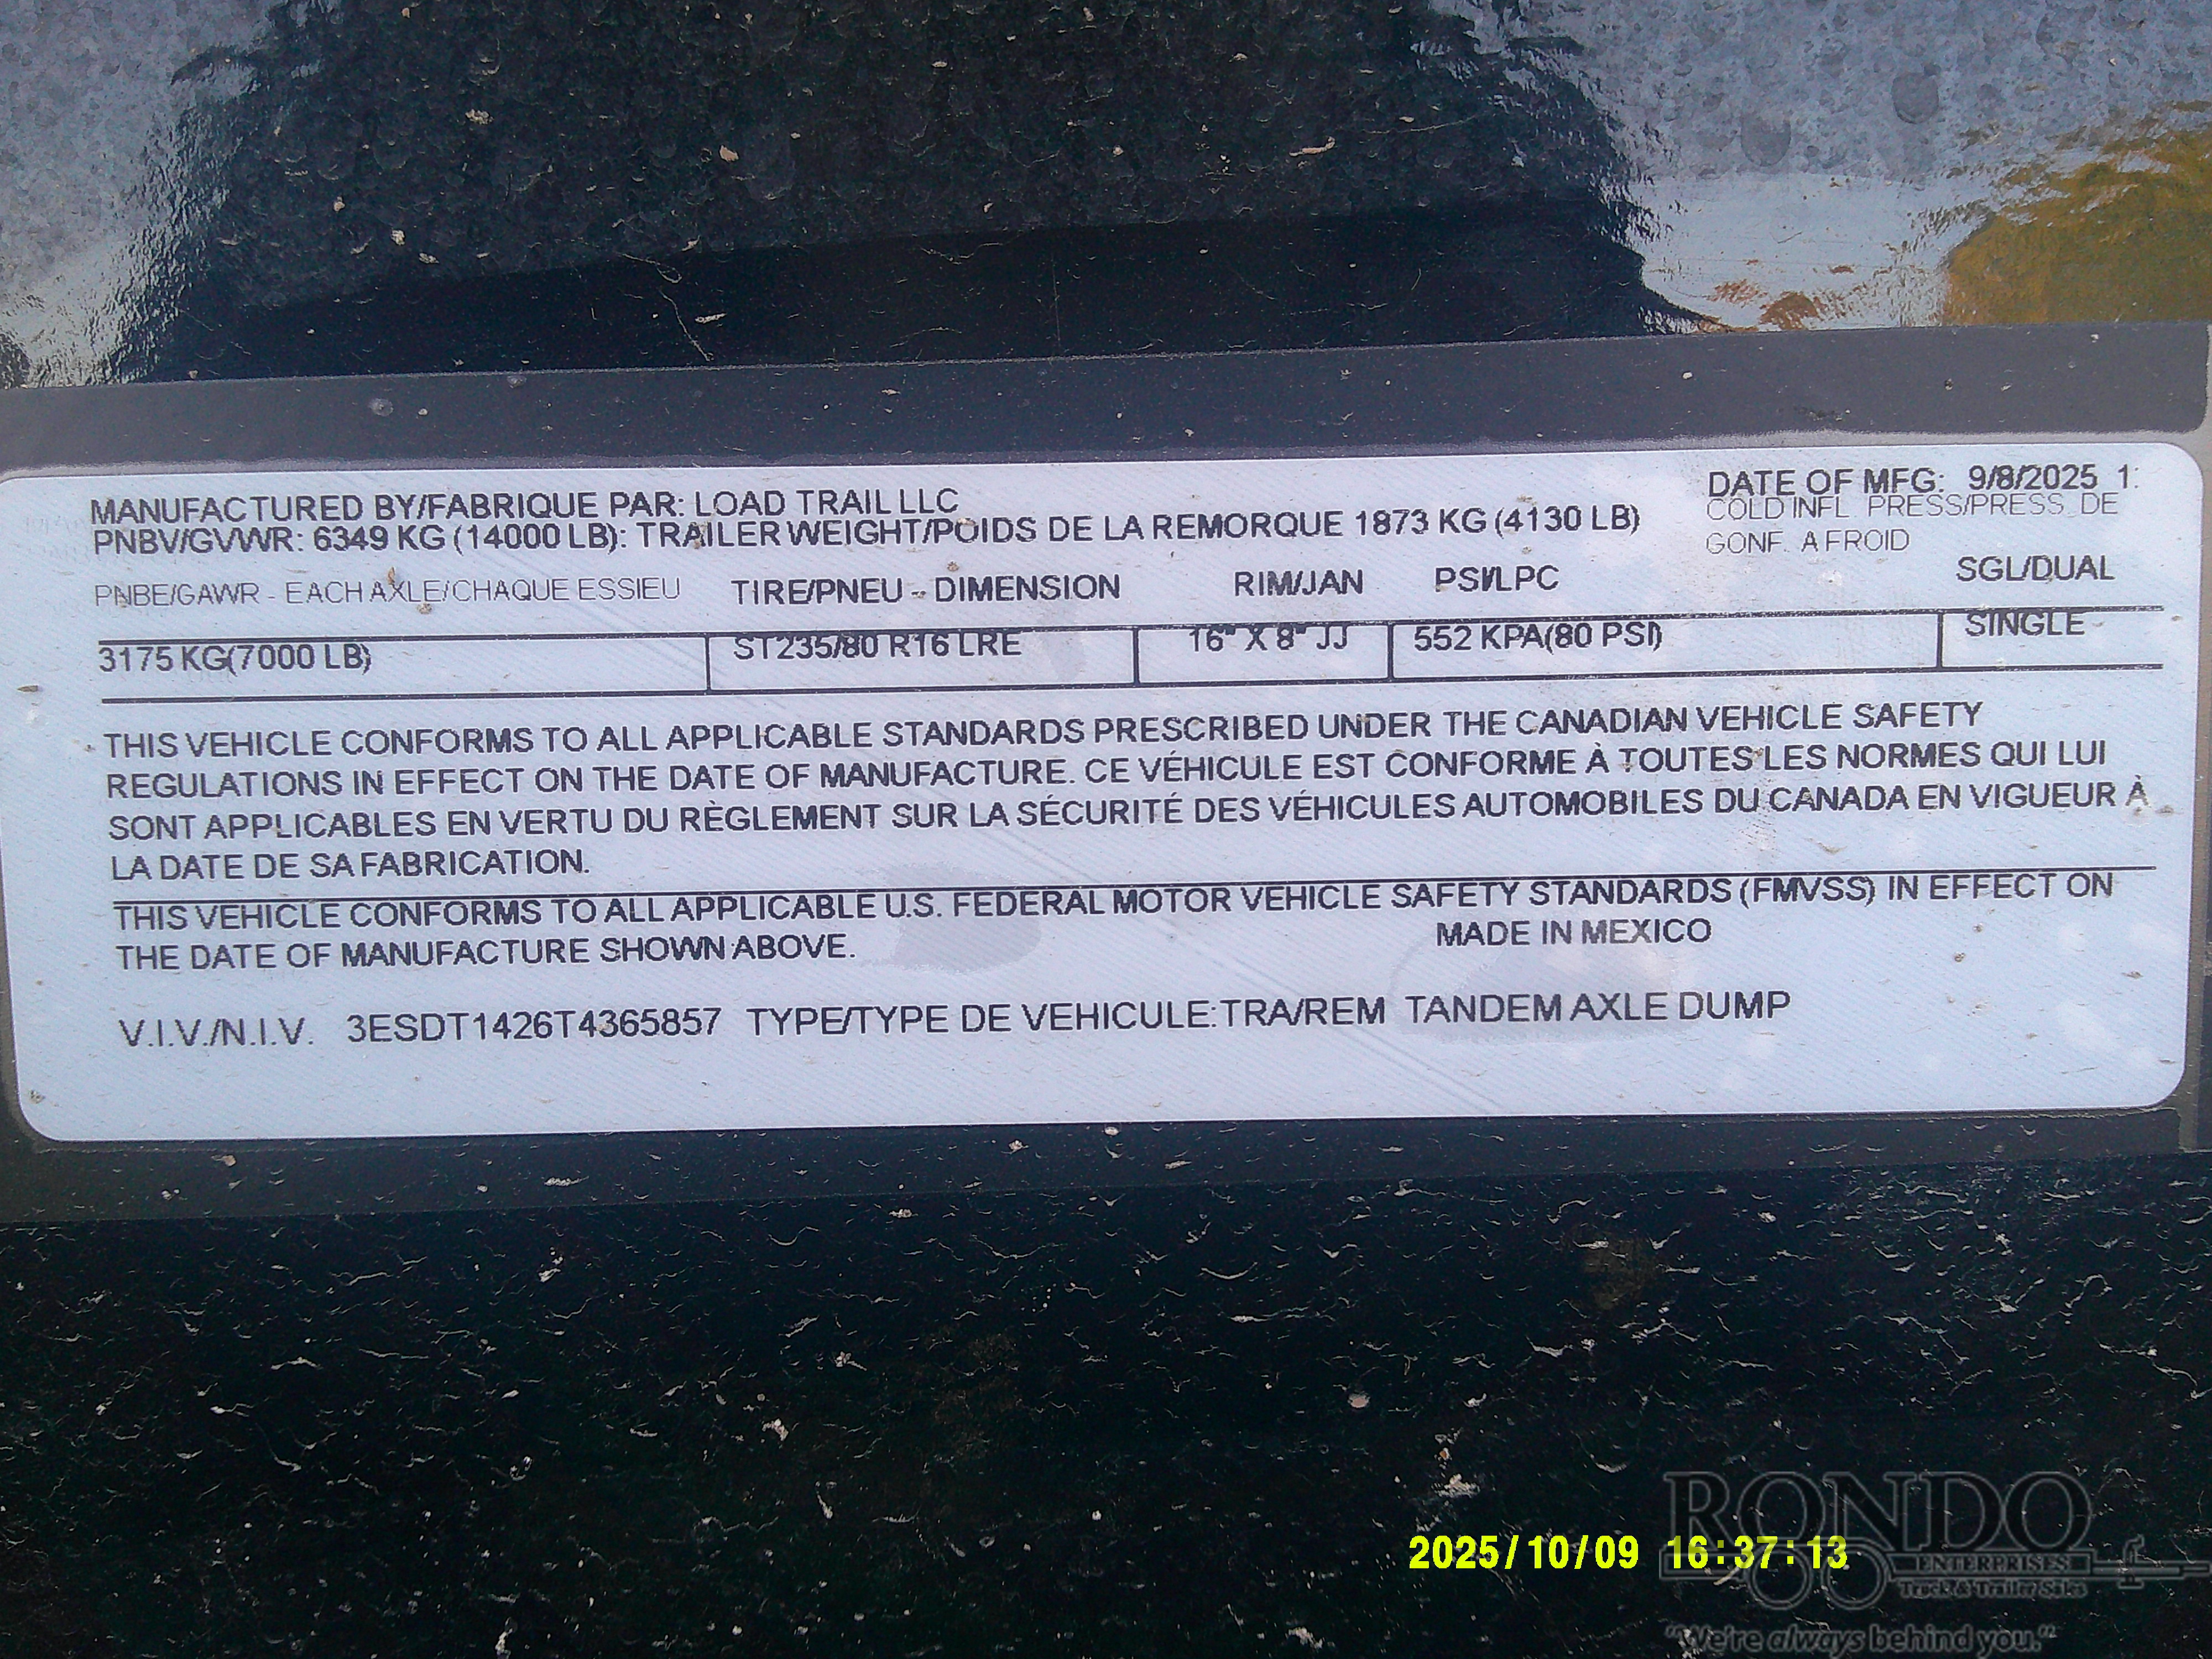 MANUFACTURED BY/FABRIQUE PAR: LOAD TRAIL LLC
DATE OF MFG: 9/8/2025 1:
PNBV/GVWR: 6349 KG (14000 LB): TRAILER WEIGHT/POIDS DE LA REMORQUE 1873 KG (4130 LB)
COLD INFL PRESS/PRESS DE
GONF. A FROID
PNBE/GAWR - EACH AXLE/CHAQUE ESSIEU TIRE/PNEU - DIMENSION RIM/JAN PSI/LPC SGL/DUAL
3175 KG(7000 LB) ST235/80 R16 LRE 16" X 8" JJ 552 KPA(80 PSI) SINGLE
THIS VEHICLE CONFORMS TO ALL APPLICABLE STANDARDS PRESCRIBED UNDER THE CANADIAN VEHICLE SAFETY
REGULATIONS IN EFFECT ON THE DATE OF MANUFACTURE. CE VÉHICULE EST CONFORME À TOUTES LES NORMES QUI LUI
SONT APPLICABLES EN VERTU DU RÈGLEMENT SUR LA SÉCURITÉ DES VÉHICULES AUTOMOBILES DU CANADA EN VIGUEUR À
LA DATE DE SA FABRICATION.
THIS VEHICLE CONFORMS TO ALL APPLICABLE U.S. FEDERAL MOTOR VEHICLE SAFETY STANDARDS (FMVSS) IN EFFECT ON
THE DATE OF MANUFACTURE SHOWN ABOVE. MADE IN MEXICO
V.I.V./N.I.V. 3ESDT1426T4365857 TYPE/TYPE DE VEHICULE: TRA/REM TANDEM AXLE DUMP
RONDO
ENTERPRISES
Truck & Trailer Sales
"We're always behind you."
2025/10/09 16:37:13